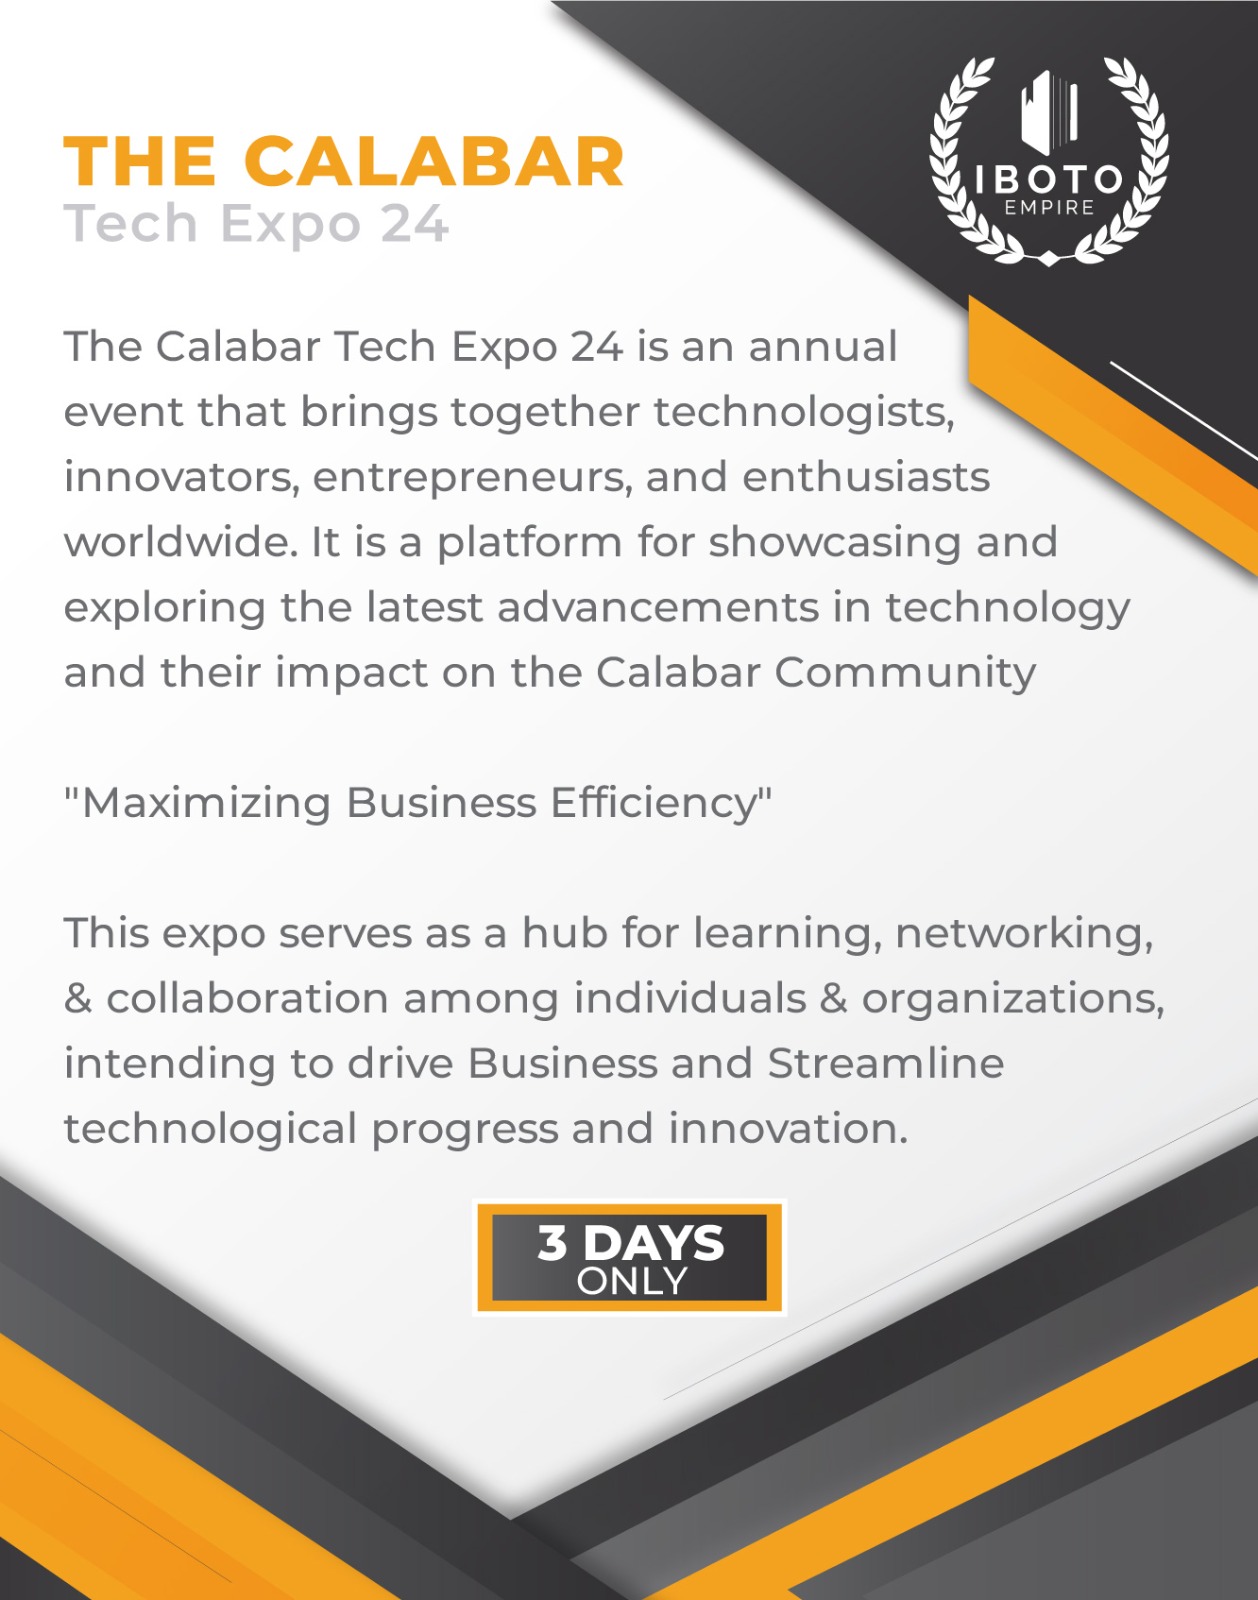 IBOTO
EMPIRE
THE CALABAR
Tech Expo 24
The Calabar Tech Expo 24 is an annual
event that brings together technologists,
innovators, entrepreneurs, and enthusiasts
worldwide. It is a platform for showcasing and
exploring the latest advancements in technology
and their impact on the Calabar Community
"Maximizing Business Efficiency"
This expo serves as a hub for learning, networking,
& collaboration among individuals & organizations,
intending to drive Business and Streamline
technological progress and innovation.
3 DAYS
ONLY